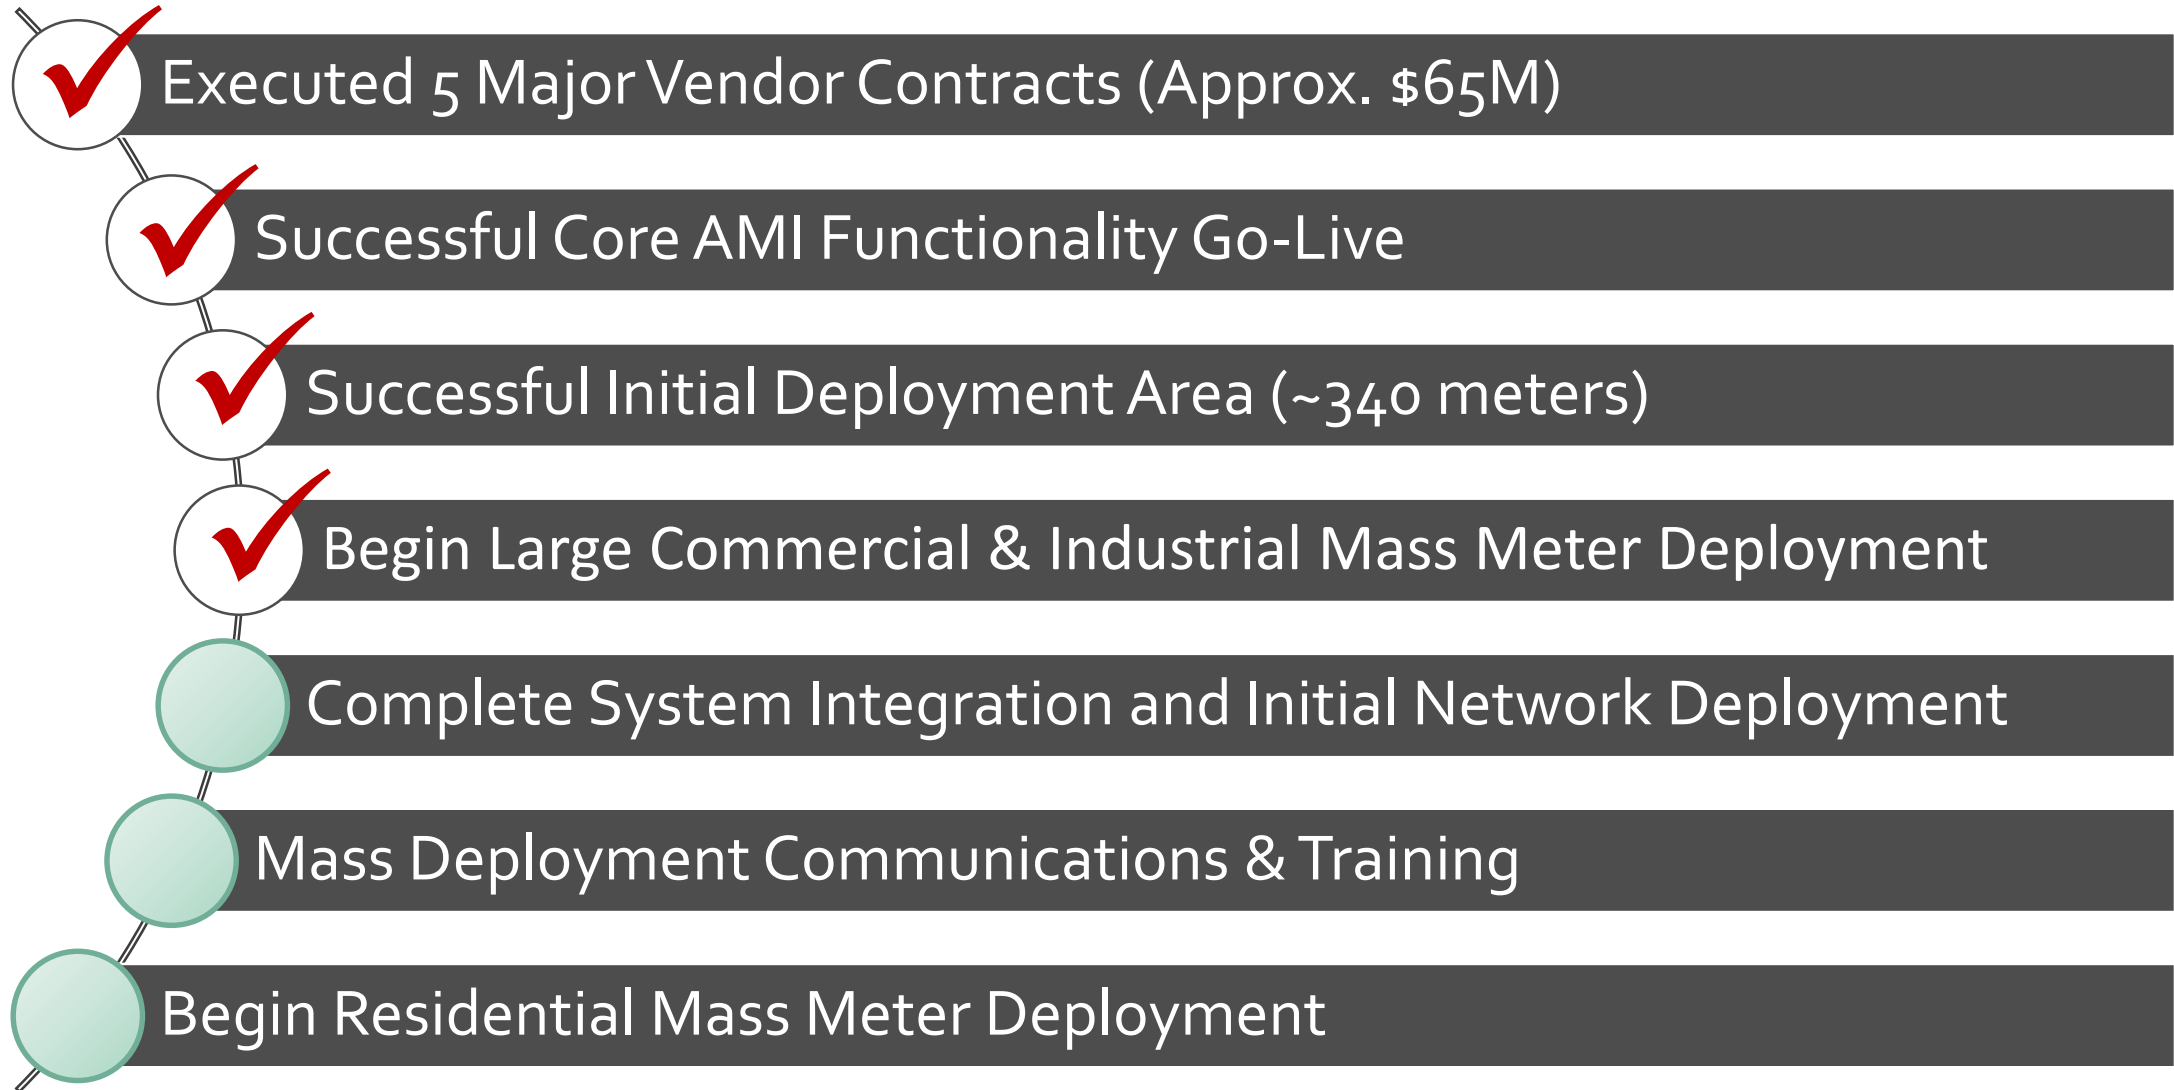 Executed 5 Major Vendor Contracts (Approx. $65M)
Successful Core AMI Functionality Go-Live
Successful Initial Deployment Area (~340 meters)
Begin Large Commercial & Industrial Mass Meter Deployment
Complete System Integration and Initial Network Deployment
Mass Deployment Communications & Training
Begin Residential Mass Meter Deployment